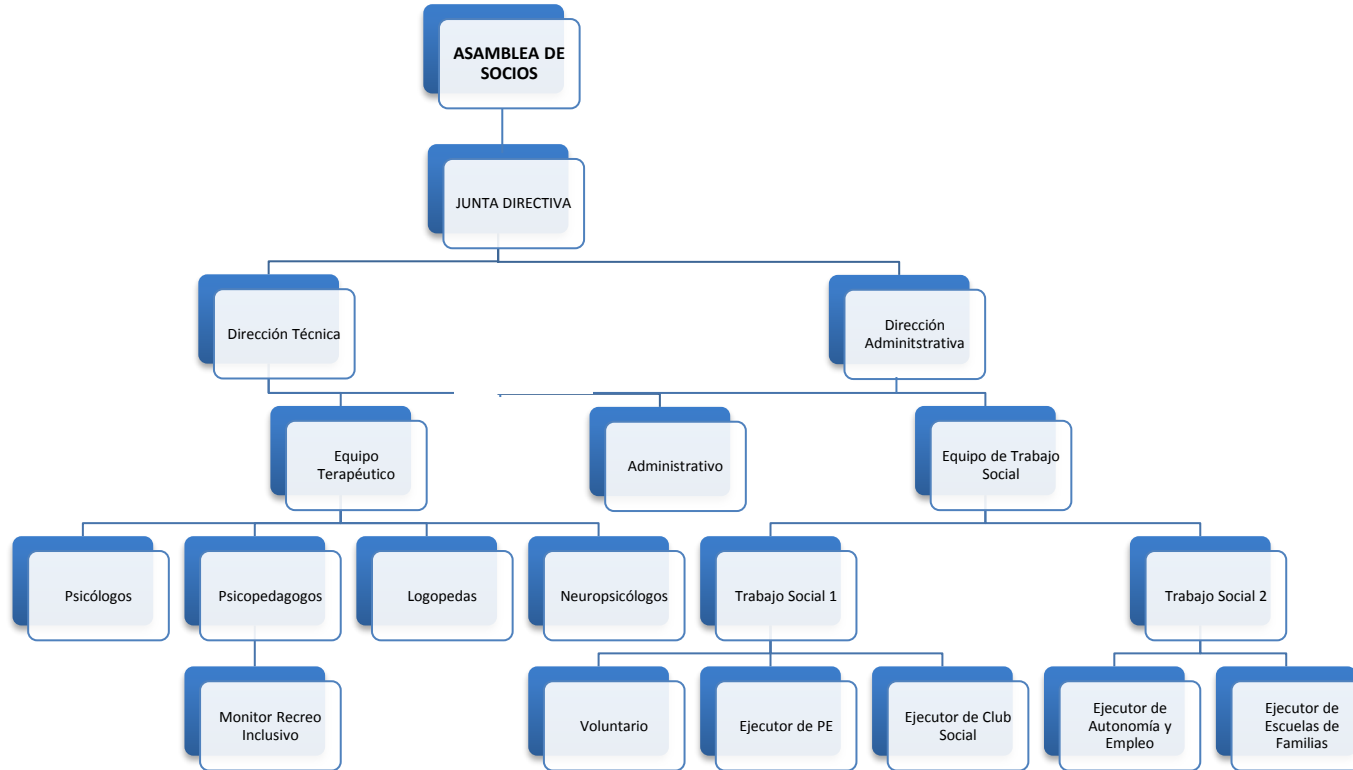 ASAMBLEA DE
SOCIOS
JUNTA DIRECTIVA
Dirección Técnica
Dirección
Adminitstrativa
Equipo
Terapéutico
Administrativo
Equipo de Trabajo
Social
Psicólogos
Psicopedagogos
Logopedas
Neuropsicólogos
Trabajo Social 1
Trabajo Social 2
Monitor Recreo
Inclusivo
Voluntario
Ejecutor de PE
Ejecutor de Club
Social
Ejecutor de
Autonomía y
Empleo
Ejecutor de
Escuelas de
Familias